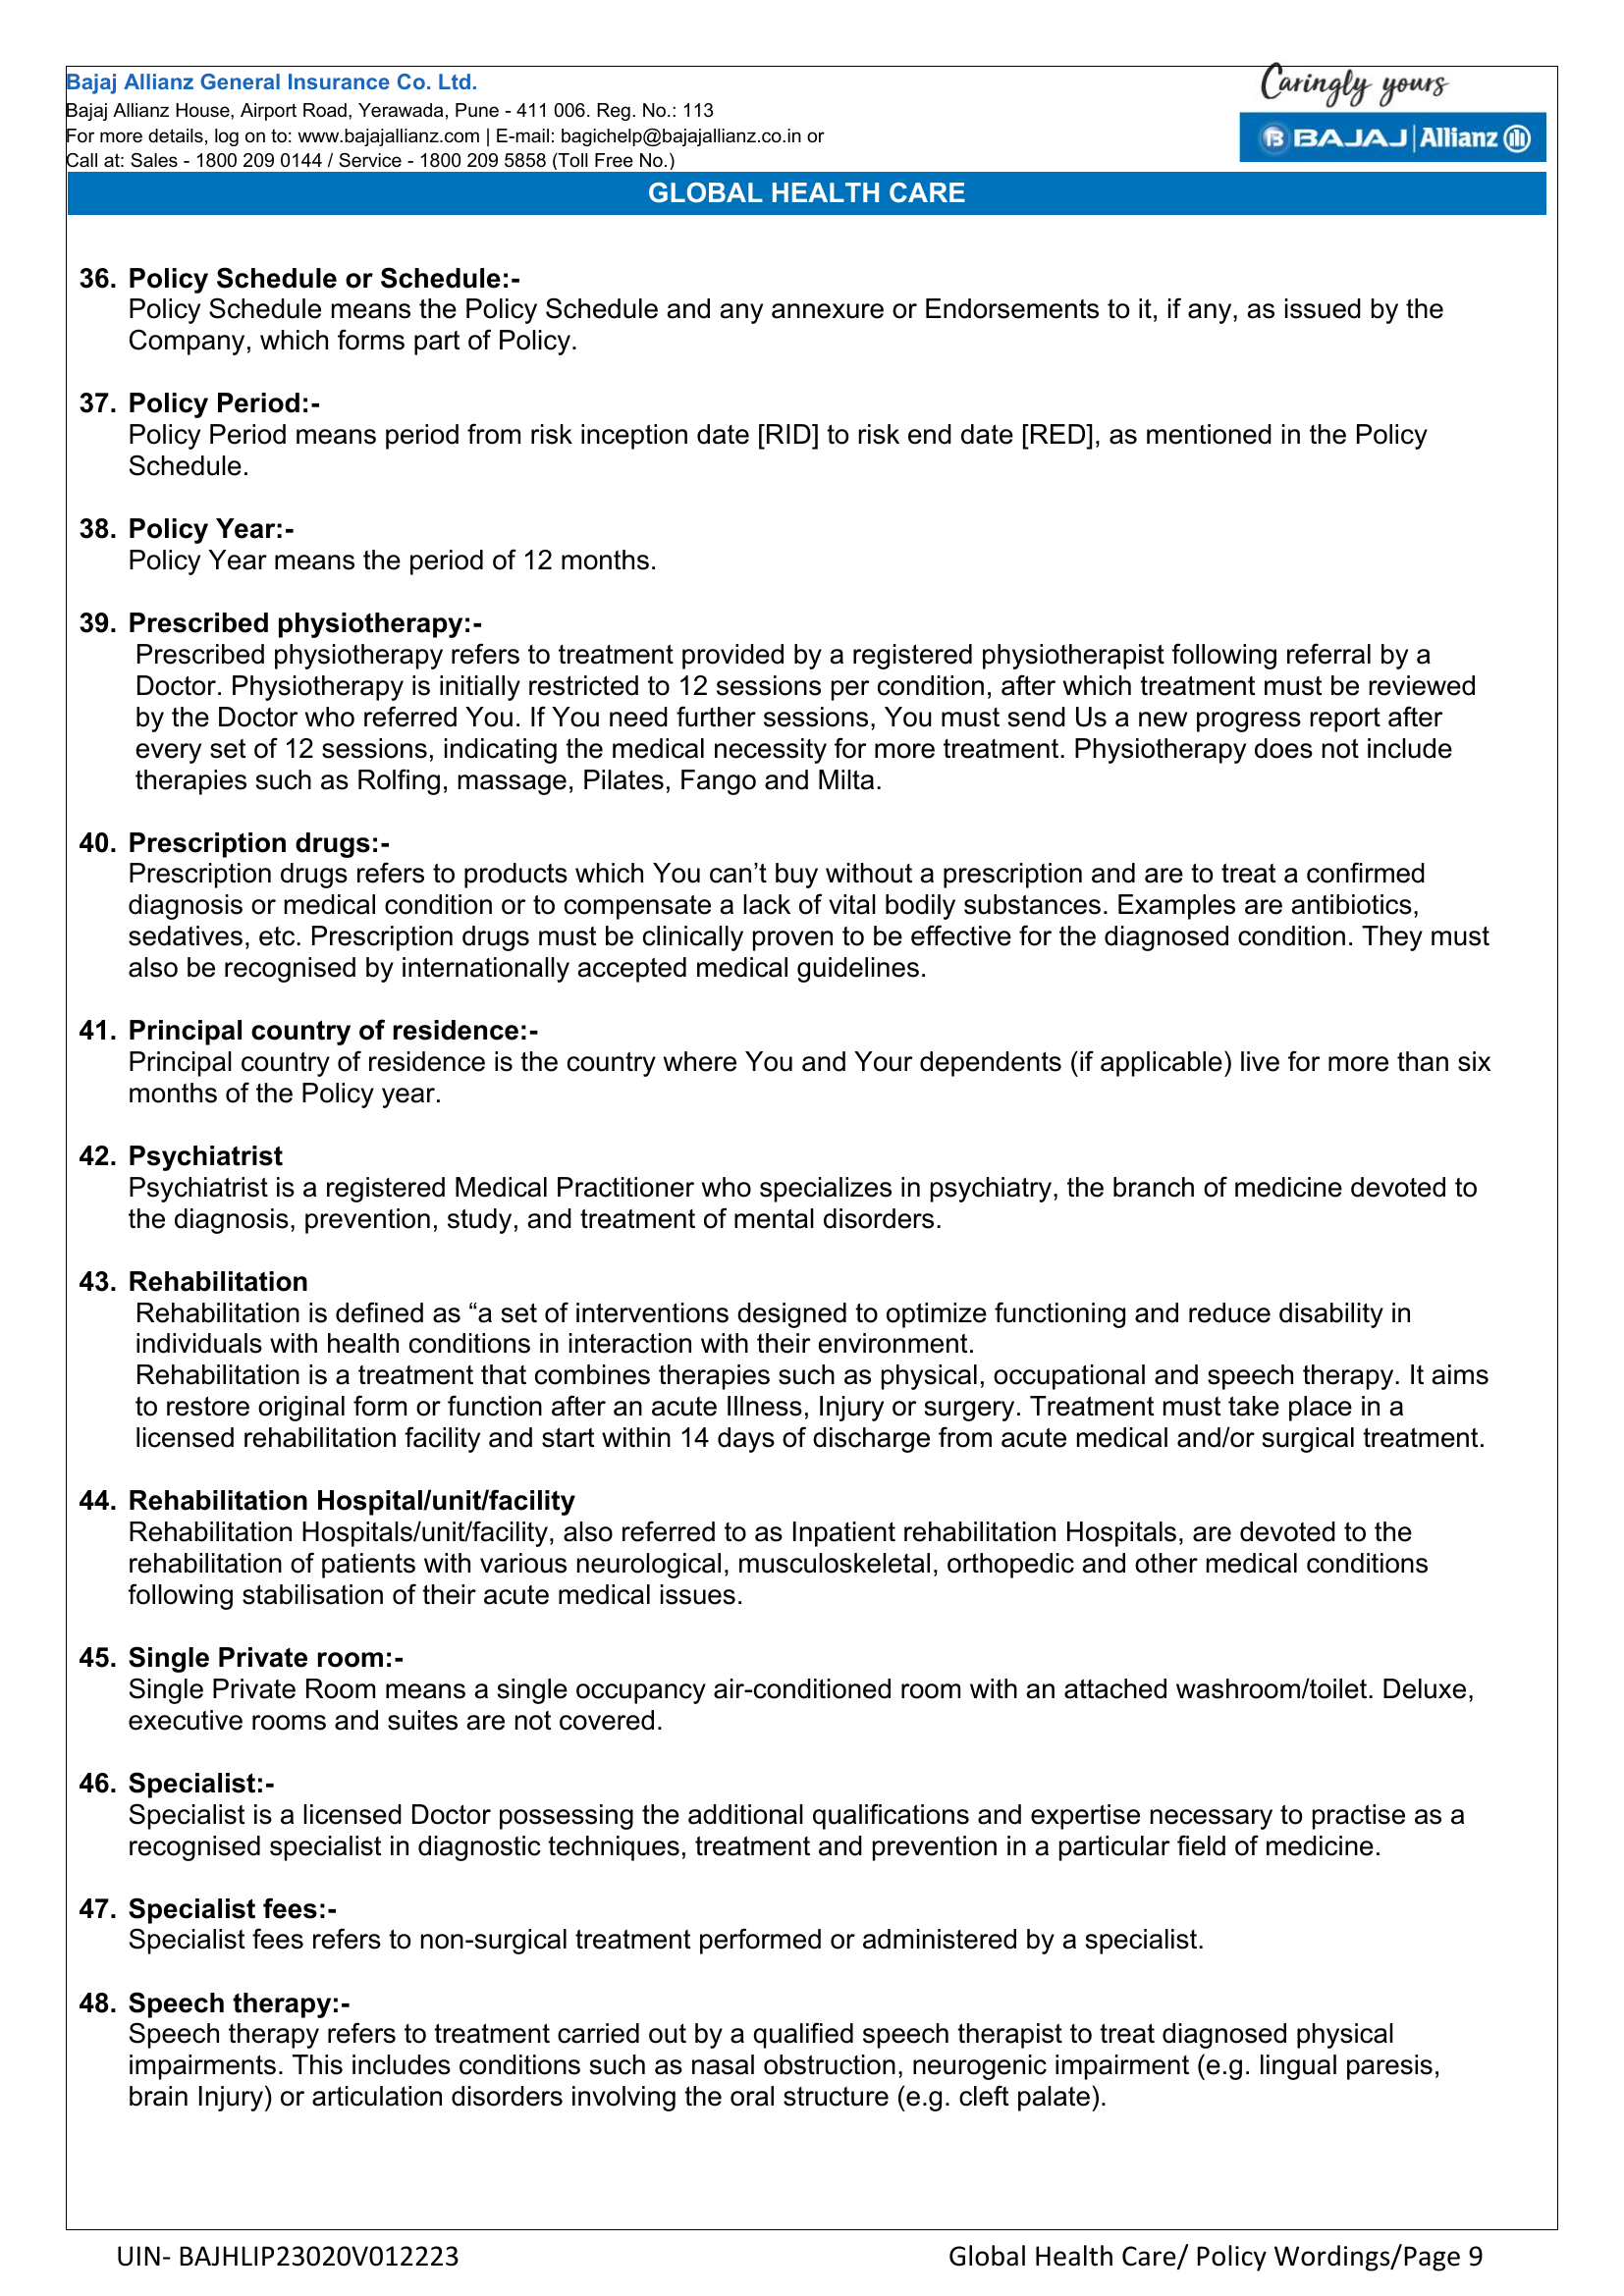 Bajaj Allianz General Insurance Co. Ltd.
Bajaj Allianz House, Airport Road, Yerawada, Pune - 411 006. Reg. No.: 113
For more details, log on to: www.bajajallianz.com | E-mail: bagichelp@bajajallianz.co.in or
Call at: Sales - 1800 209 0144 / Service - 1800 209 5858 (Toll Free No.)
Caringly yours
BAJAJ | Allianz
GLOBAL HEALTH CARE
36. Policy Schedule or Schedule:-
Policy Schedule means the Policy Schedule and any annexure or Endorsements to it, if any, as issued by the
Company, which forms part of Policy.
37. Policy Period:-
Policy Period means period from risk inception date [RID] to risk end date [RED], as mentioned in the Policy
Schedule.
38. Policy Year:-
Policy Year means the period of 12 months.
39. Prescribed physiotherapy:-
Prescribed physiotherapy refers to treatment provided by a registered physiotherapist following referral by a
Doctor. Physiotherapy is initially restricted to 12 sessions per condition, after which treatment must be reviewed
by the Doctor who referred You. If You need further sessions, You must send Us a new progress report after
every set of 12 sessions, indicating the medical necessity for more treatment. Physiotherapy does not include
therapies such as Rolfing, massage, Pilates, Fango and Milta.
40. Prescription drugs:-
Prescription drugs refers to products which You can’t buy without a prescription and are to treat a confirmed
diagnosis or medical condition or to compensate a lack of vital bodily substances. Examples are antibiotics,
sedatives, etc. Prescription drugs must be clinically proven to be effective for the diagnosed condition. They must
also be recognised by internationally accepted medical guidelines.
41. Principal country of residence:-
Principal country of residence is the country where You and Your dependents (if applicable) live for more than six
months of the Policy year.
42. Psychiatrist
Psychiatrist is a registered Medical Practitioner who specializes in psychiatry, the branch of medicine devoted to
the diagnosis, prevention, study, and treatment of mental disorders.
43. Rehabilitation
Rehabilitation is defined as “a set of interventions designed to optimize functioning and reduce disability in
individuals with health conditions in interaction with their environment.
Rehabilitation is a treatment that combines therapies such as physical, occupational and speech therapy. It aims
to restore original form or function after an acute Illness, Injury or surgery. Treatment must take place in a
licensed rehabilitation facility and start within 14 days of discharge from acute medical and/or surgical treatment.
44. Rehabilitation Hospital/unit/facility
Rehabilitation Hospitals/unit/facility, also referred to as Inpatient rehabilitation Hospitals, are devoted to the
rehabilitation of patients with various neurological, musculoskeletal, orthopedic and other medical conditions
following stabilisation of their acute medical issues.
45. Single Private room:-
Single Private Room means a single occupancy air-conditioned room with an attached washroom/toilet. Deluxe,
executive rooms and suites are not covered.
46. Specialist:-
Specialist is a licensed Doctor possessing the additional qualifications and expertise necessary to practise as a
recognised specialist in diagnostic techniques, treatment and prevention in a particular field of medicine.
47. Specialist fees:-
Specialist fees refers to non-surgical treatment performed or administered by a specialist.
48. Speech therapy:-
Speech therapy refers to treatment carried out by a qualified speech therapist to treat diagnosed physical
impairments. This includes conditions such as nasal obstruction, neurogenic impairment (e.g. lingual paresis,
brain Injury) or articulation disorders involving the oral structure (e.g. cleft palate).
UIN- BAJHLIP23020V012223
Global Health Care/ Policy Wordings/Page 9